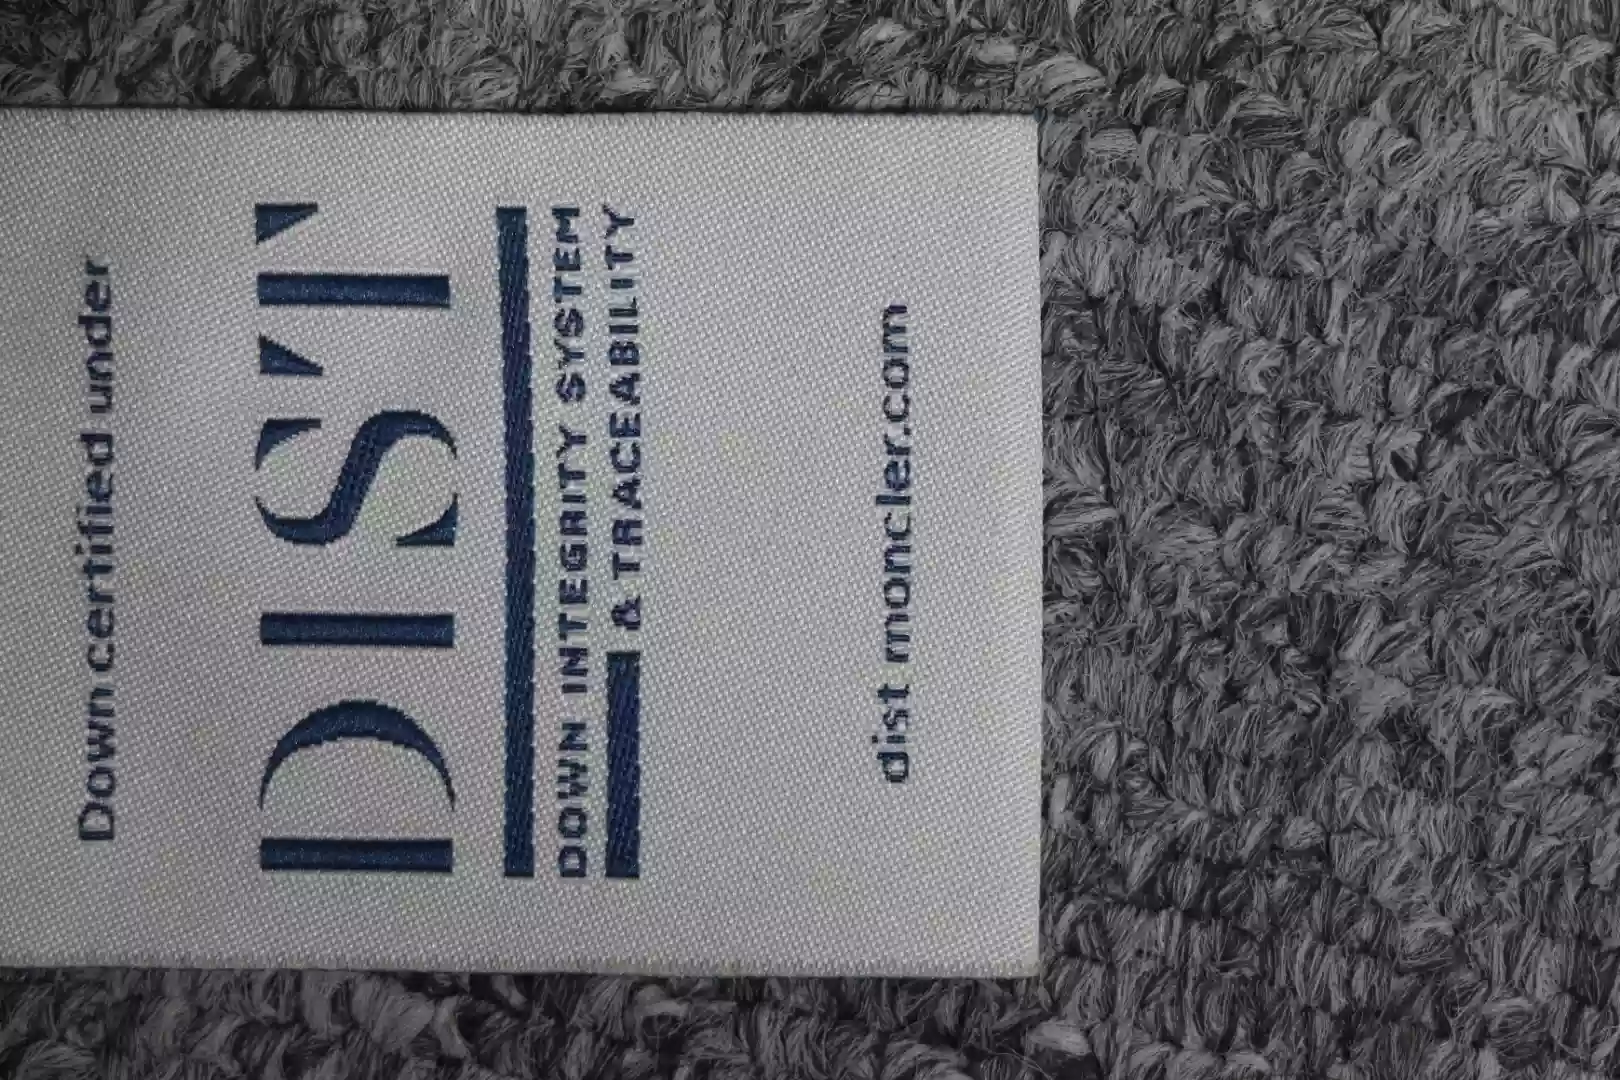 Down certified under
DIST
DOWN INTEGRITY SYSTEM
& TRACEABILITY
dist moncler.com